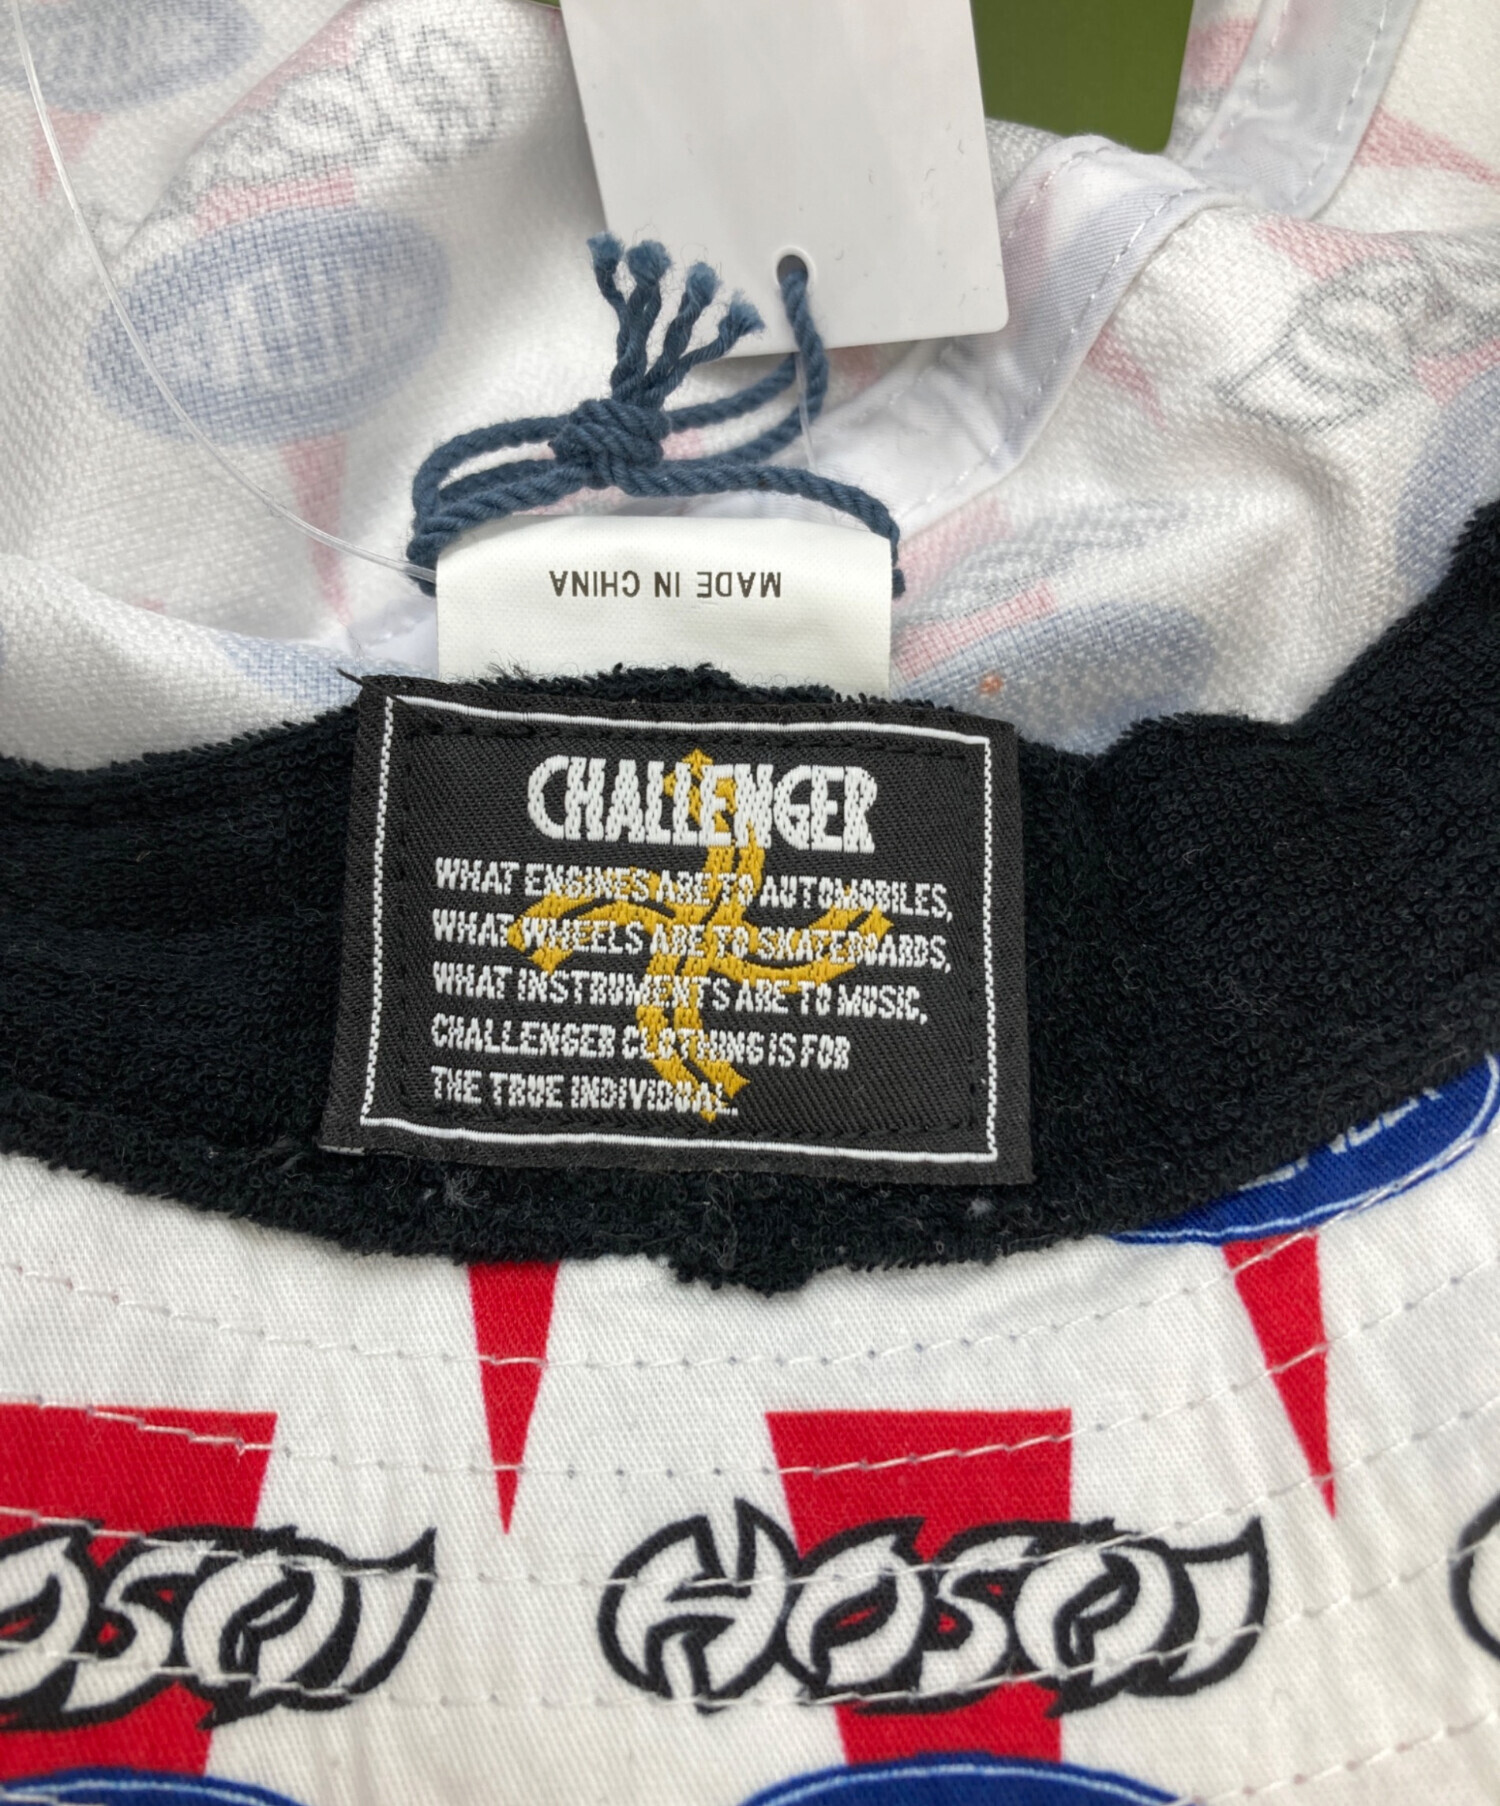 MADE IN CHINA
CHALLENGER
WHAT ENGINES ARE TO AUTOMOBILES,
WHAT WHEELS ARE TO SKATEBOARDS,
WHAT INSTRUMENTS ARE TO MUSIC,
CHALLENGER CLOTHING IS FOR
THE TRUE INDIVIDUAL.
HOSOI